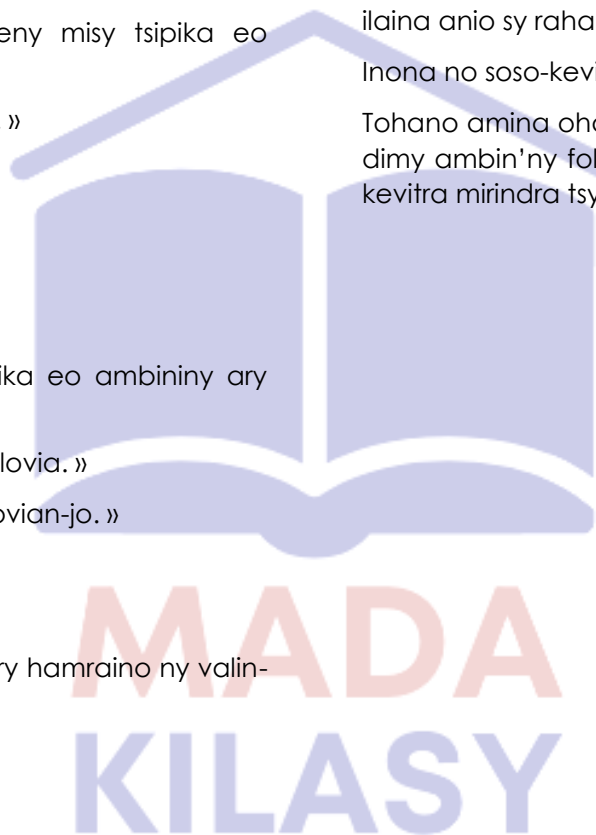 eny misy tsipika eo
. »
ika eo ambininy ary
lovia. »
ovian-jo. »
ry hamraino ny valin-
ilaina anio sy raha
Inona no soso-kevi
Tohano amina oho
dimy ambin'ny fol
kevitra mirindra tsy
MADA
KILASY